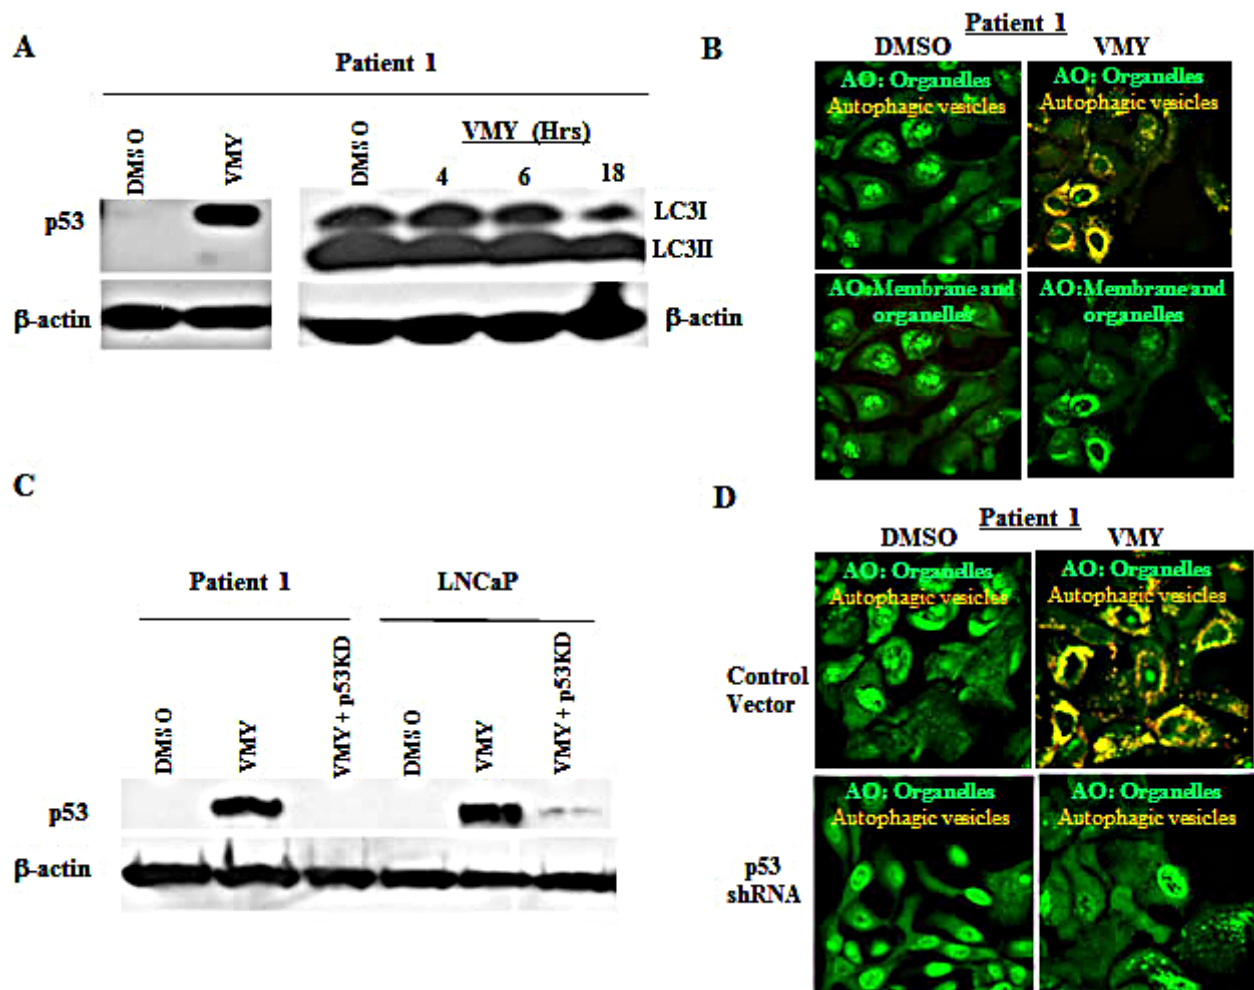 A
Patient 1
DMSO
VMY
VMY (Hrs)
DMSO
4
6
18
p53
LC3I
LC3II
β-actin
β-actin
B
Patient 1
DMSO
VMY
AO: Organelles
Autophagic vesicles
AO: Organelles
Autophagic vesicles
AO:Membrane and
organelles
AO:Membrane and
organelles
C
Patient 1
LNCaP
DMSO
VMY
VMY + p53KD
DMSO
VMY
VMY + p53KD
p53
β-actin
D
Patient 1
DMSO
VMY
Control
Vector
AO: Organelles
Autophagic vesicles
AO: Organelles
Autophagic vesicles
p53
shRNA
AO: Organelles
Autophagic vesicles
AO: Organelles
Autophagic vesicles